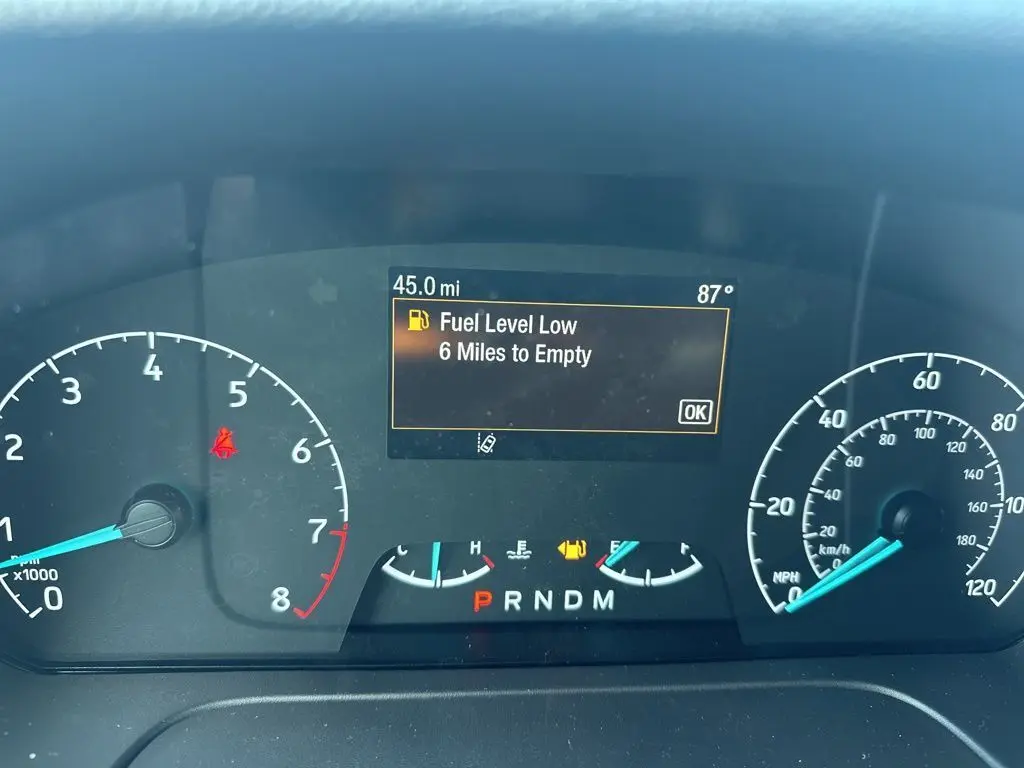 45.0 mi 87°
Fuel Level Low
6 Miles to Empty
OK
1 2 3 4 5 6 7 8
x1000
0
C H E F
P R N D M
20 40 60 80 10
120
MPH
0
20 40 60 80 100 120 140 160 180
km/h
0